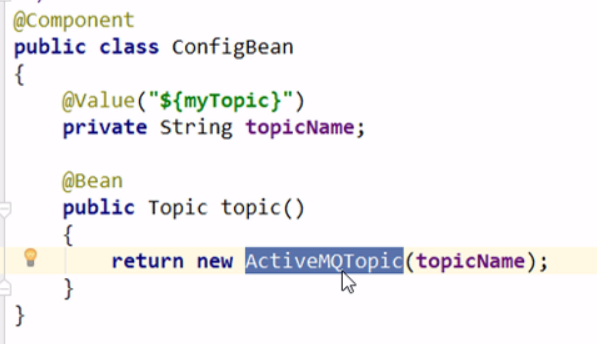 @Component
public class ConfigBean
{
    @Value("${myTopic}")
    private String topicName;

    @Bean
    public Topic topic()
    {
        return new ActiveMQTopic(topicName);
    }
}